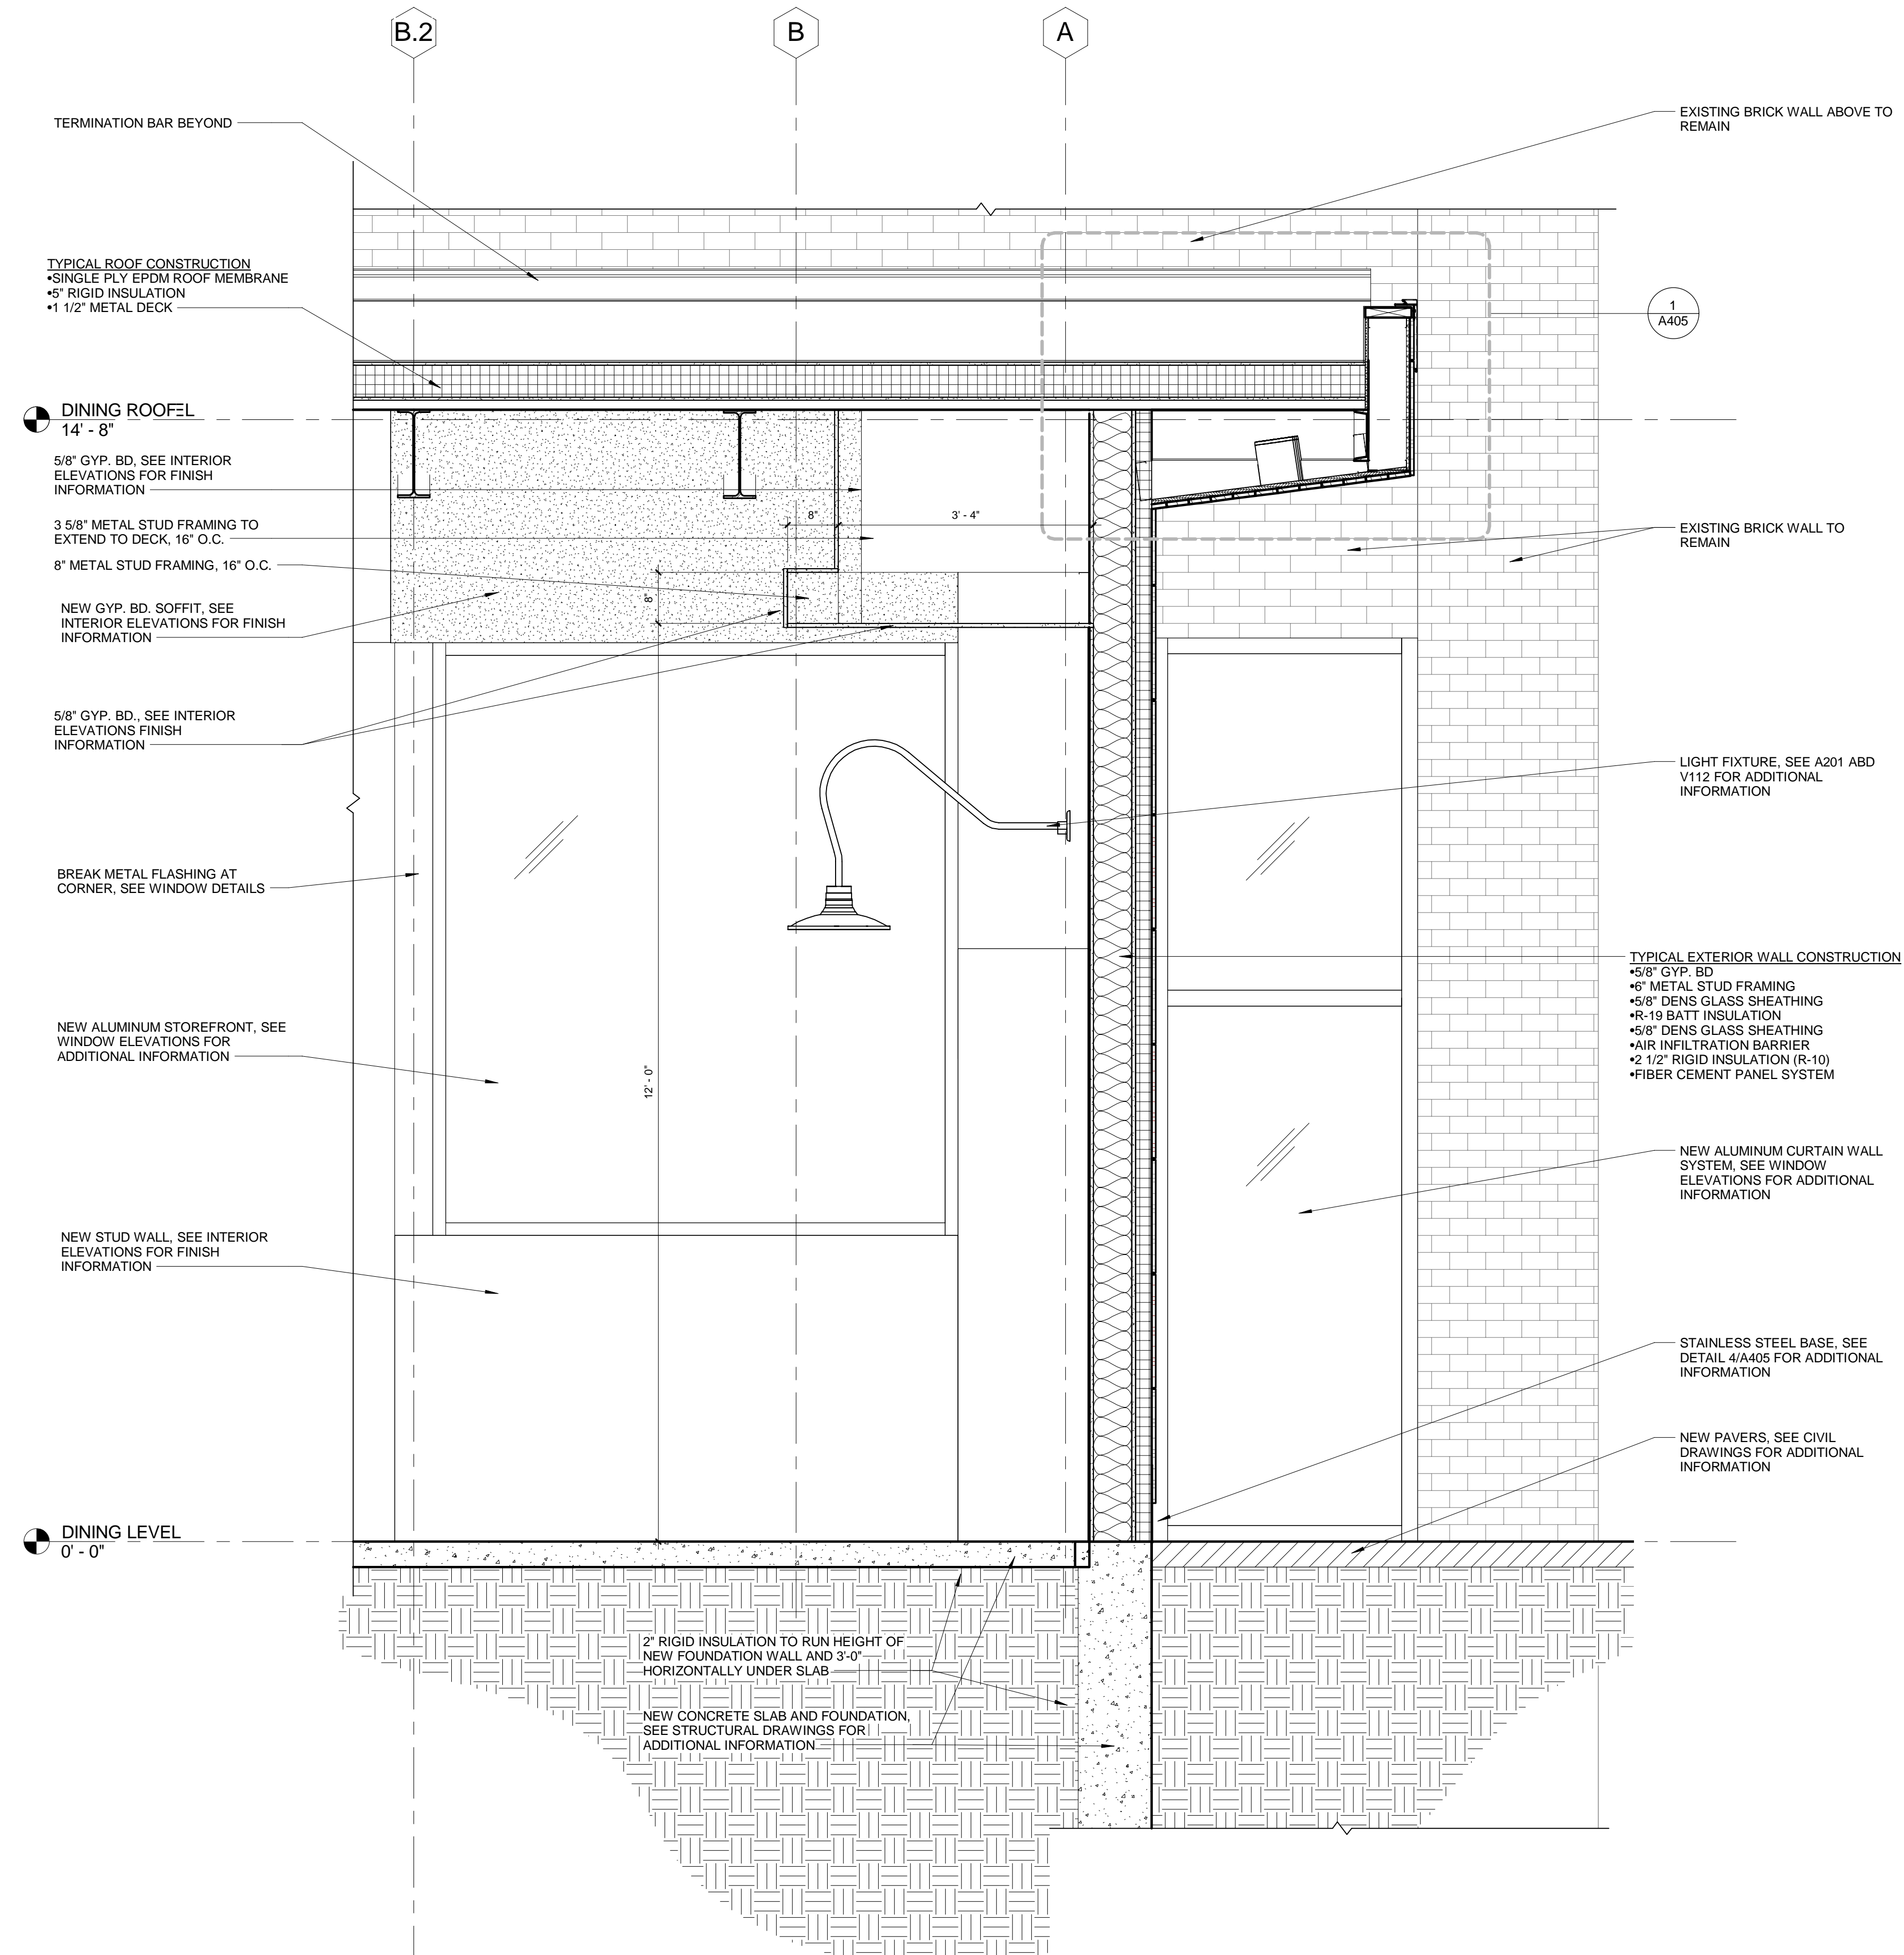 B.2
B
A
TERMINATION BAR BEYOND
TYPICAL ROOF CONSTRUCTION
•SINGLE PLY EPDM ROOF MEMBRANE
•5" RIGID INSULATION
•1 1/2" METAL DECK
DINING ROOF EL
14' - 8"
5/8" GYP. BD, SEE INTERIOR
ELEVATIONS FOR FINISH
INFORMATION
3 5/8" METAL STUD FRAMING TO
EXTEND TO DECK, 16" O.C.
8" METAL STUD FRAMING, 16" O.C.
NEW GYP. BD. SOFFIT, SEE
INTERIOR ELEVATIONS FOR FINISH
INFORMATION
5/8" GYP. BD., SEE INTERIOR
ELEVATIONS FINISH
INFORMATION
BREAK METAL FLASHING AT
CORNER, SEE WINDOW DETAILS
NEW ALUMINUM STOREFRONT, SEE
WINDOW ELEVATIONS FOR
ADDITIONAL INFORMATION
NEW STUD WALL, SEE INTERIOR
ELEVATIONS FOR FINISH
INFORMATION
DINING LEVEL
0' - 0"
8"
3' - 4"
8"
12' - 0"
2" RIGID INSULATION TO RUN HEIGHT OF
NEW FOUNDATION WALL AND 3'-0"
HORIZONTALLY UNDER SLAB
NEW CONCRETE SLAB AND FOUNDATION,
SEE STRUCTURAL DRAWINGS FOR
ADDITIONAL INFORMATION
EXISTING BRICK WALL ABOVE TO
REMAIN
1
A405
EXISTING BRICK WALL TO
REMAIN
LIGHT FIXTURE, SEE A201 ABD
V112 FOR ADDITIONAL
INFORMATION
TYPICAL EXTERIOR WALL CONSTRUCTION
•5/8" GYP. BD
•6" METAL STUD FRAMING
•5/8" DENS GLASS SHEATHING
•R-19 BATT INSULATION
•5/8" DENS GLASS SHEATHING
•AIR INFILTRATION BARRIER
•2 1/2" RIGID INSULATION (R-10)
•FIBER CEMENT PANEL SYSTEM
NEW ALUMINUM CURTAIN WALL
SYSTEM, SEE WINDOW
ELEVATIONS FOR ADDITIONAL
INFORMATION
STAINLESS STEEL BASE, SEE
DETAIL 4/A405 FOR ADDITIONAL
INFORMATION
NEW PAVERS, SEE CIVIL
DRAWINGS FOR ADDITIONAL
INFORMATION